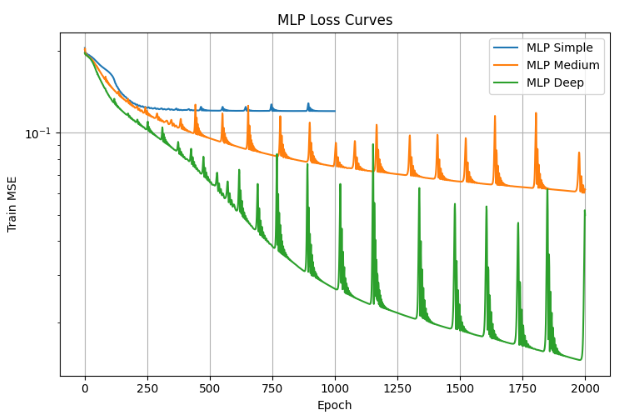 MLP Loss Curves
MLP Simple
MLP Medium
MLP Deep
10⁻¹
Train MSE
0 250 500 750 1000 1250 1500 1750 2000
Epoch